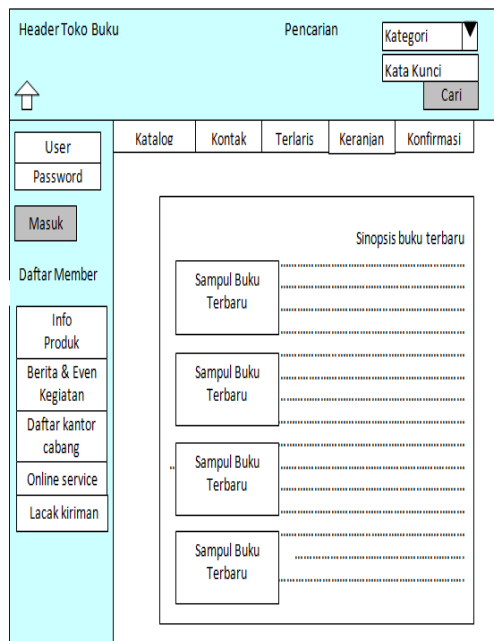 Header Toko Buku
Pencarian
Kategori
Kata Kunci
Cari
User
Password
Masuk
Daftar Member
Info
Produk
Berita & Even
Kegiatan
Daftar kantor
cabang
Online service
Lacak kiriman
Katalog
Kontak
Terlaris
Keranjan
Konfirmasi
Sinopsis buku terbaru
Sampul Buku
Terbaru
Sampul Buku
Terbaru
Sampul Buku
Terbaru
Sampul Buku
Terbaru